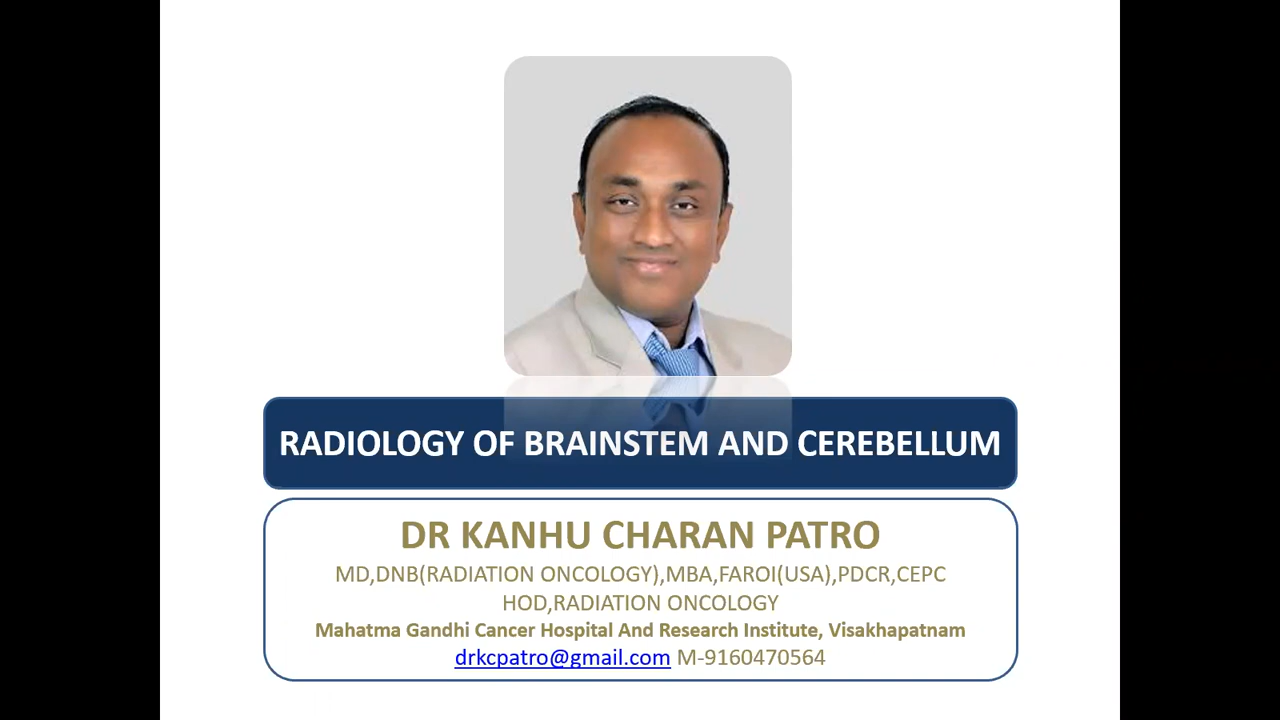 RADIOLOGY OF BRAINSTEM AND CEREBELLUM
DR KANHU CHARAN PATRO
MD,DNB(RADIATION ONCOLOGY),MBA,FAROI(USA),PDCR,CEPC
HOD,RADIATION ONCOLOGY
Mahatma Gandhi Cancer Hospital And Research Institute, Visakhapatnam
drkcpatro@gmail.com M-9160470564